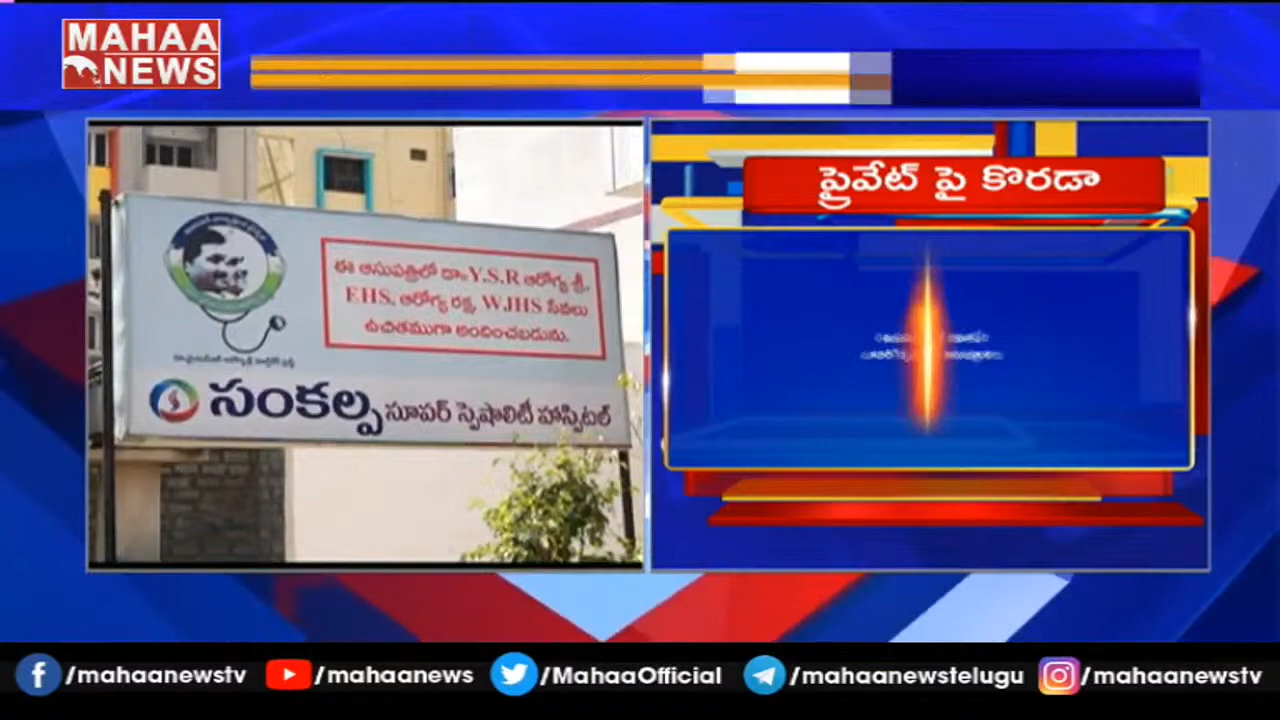 MAHAA
NEWS
ప్రైవేట్ పై కొరడా
ఈ ఆసుపత్రిలో డా. Y.S.R ఆరోగ్య శ్రీ,
EHS, ఆరోగ్య రక్ష, WJHS సేవలు
ఉచితముగా అందించబడును.
సంకల్ప సూపర్ స్పెషాలిటీ హాస్పిటల్
/mahaanewstv
/mahaanews
/MahaaOfficial
/mahaanewstelugu
/mahaanewstv